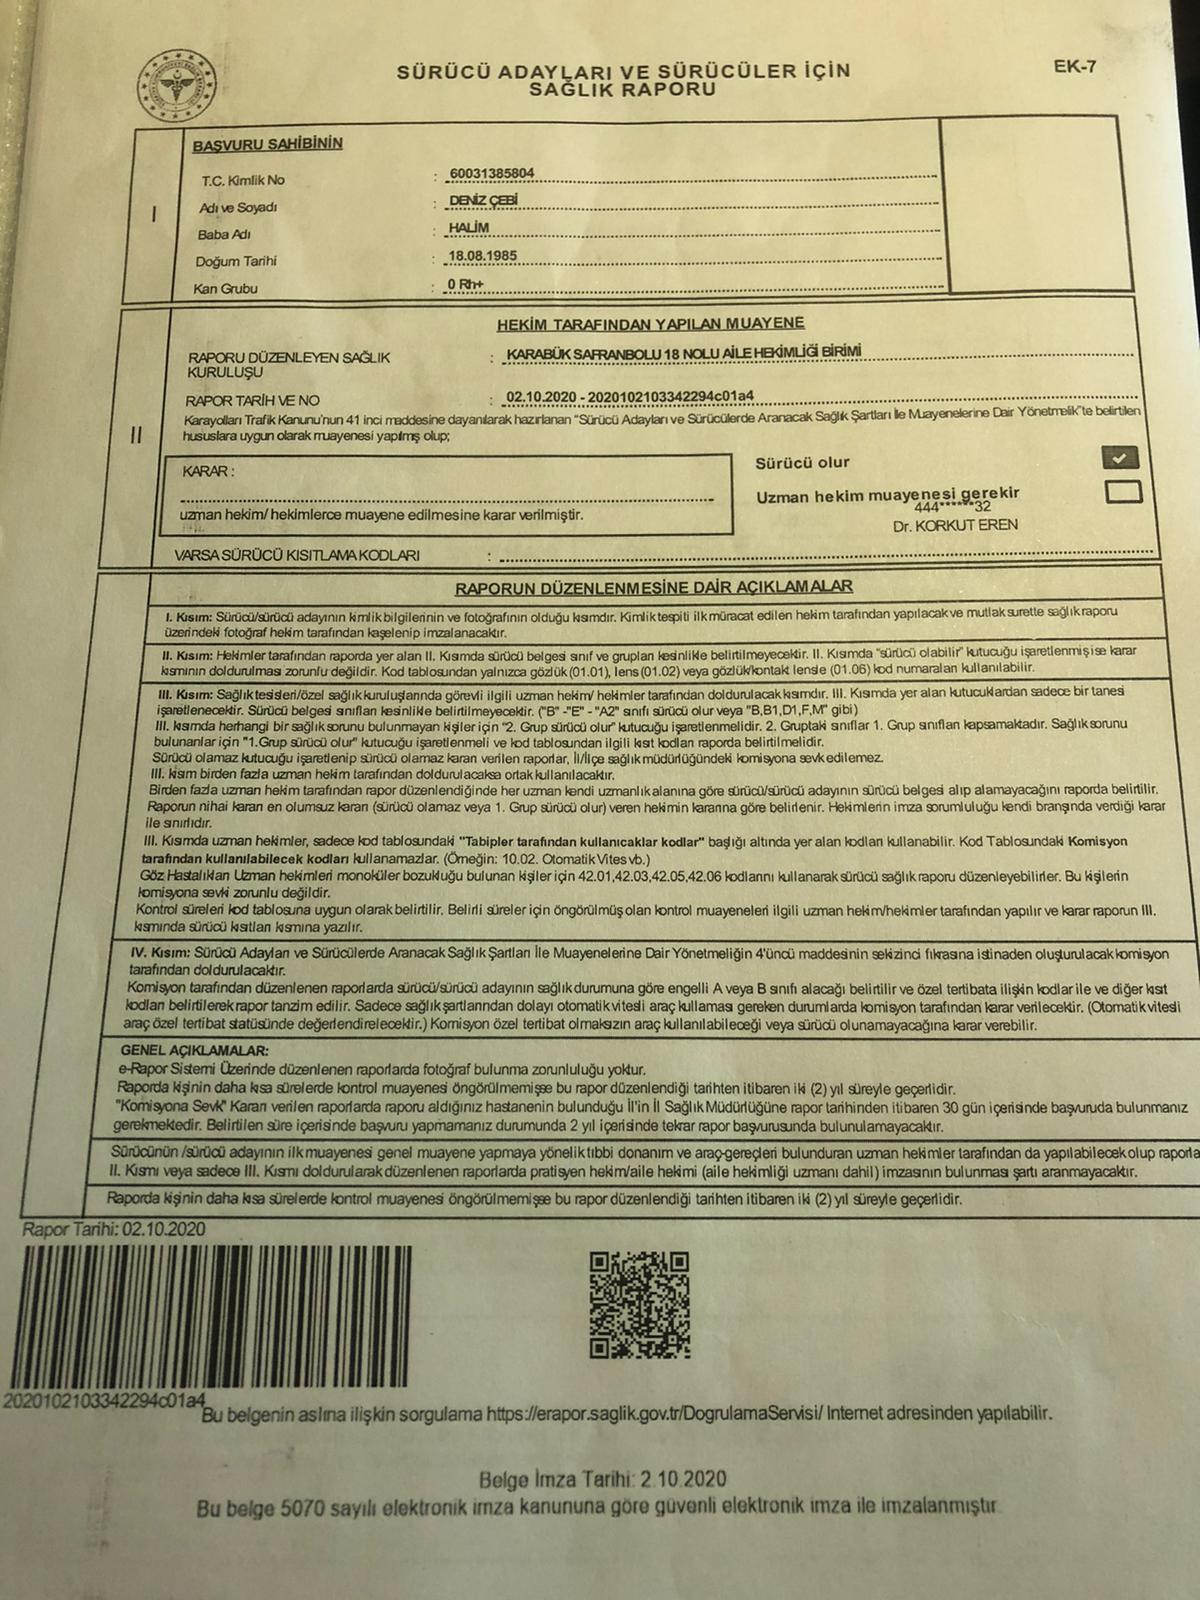 SÜRÜCÜ ADAYLARI VE SÜRÜCÜLER İÇİN
SAĞLIK RAPORU
EK-7
I
BAŞVURU SAHİBİNİN
T.C. Kimlik No : 60031385804
Adı ve Soyadı : DENİZ ÇEBİ
Baba Adı : HALİM
Doğum Tarihi : 18.08.1985
Kan Grubu : 0 Rh+
II
HEKİM TARAFINDAN YAPILAN MUAYENE
RAPORU DÜZENLEYEN SAĞLIK : KARABÜK SAFRANBOLU 18 NOLU AİLE HEKİMLİĞİ BİRİMİ
KURULUŞU
RAPOR TARİH VE NO : 02.10.2020 - 2020102103342294c01a4
Karayolları Trafik Kanunu'nun 41 inci maddesine dayanılarak hazırlanan "Sürücü Adayları ve Sürücülerde Aranacak Sağlık Şartları İle Muayenelerine Dair Yönetmelik"te belirtilen
hususlara uygun olarak muayenesi yapılmış olup;
KARAR :
uzman hekim/ hekimlerce muayene edilmesine karar verilmiştir.
Sürücü olur
Uzman hekim muayenesi gerekir
444******32
Dr. KORKUT EREN
VARSA SÜRÜCÜ KISITLAMA KODLARI :
RAPORUN DÜZENLENMESİNE DAİR AÇIKLAMALAR
I. Kısım: Sürücü/sürücü adayının kimlik bilgilerinin ve fotoğrafının olduğu kısımdır. Kimlik tespiti ilk müracat edilen hekim tarafından yapılacak ve mutlak surette sağlık raporu
üzerindeki fotoğraf hekim tarafından kaşelenip imzalanacaktır.
II. Kısım: Hekimler tarafından raporda yer alan II. Kısımda sürücü belgesi sınıf ve grupları kesinlikle belirtilmeyecektir. II. Kısımda "sürücü olabilir" kutucuğu işaretlenmiş ise karar
kısmının doldurulması zorunlu değildir. Kod tablosundan yalnızca gözlük (01.01), lens (01.02) veya gözlük/kontak lensle (01.06) kod numaraları kullanılabilir.
III. Kısım: Sağlık tesisleri/özel sağlık kuruluşlarında görevli ilgili uzman hekim/ hekimler tarafından doldurulacak kısımdır. III. Kısımda yer alan kutucuklardan sadece bir tanesi
işaretlenecektir. Sürücü belgesi sınıfları kesinlikle belirtilmeyecektir. ("B" -"E" - "A2" sınıfı sürücü olur veya "B,B1,D1,F,M" gibi)
III. kısımda herhangi bir sağlık sorunu bulunmayan kişiler için "2. Grup sürücü olur" kutucuğu işaretlenmelidir. 2. Gruptaki sınıflar 1. Grup sınıfları kapsamaktadır. Sağlık sorunu
bulunanlar için "1.Grup sürücü olur" kutucuğu işaretlenmeli ve kod tablosundan ilgili kısıt kodları raporda belirtilmelidir.
Sürücü olamaz kutucuğu işaretlenip sürücü olamaz kararı verilen raporlar, İl/İlçe sağlık müdürlüğündeki komisyona sevk edilemez.
III. kısım birden fazla uzman hekim tarafından doldurulacaksa ortak kullanılacaktır.
Birden fazla uzman hekim tarafından rapor düzenlendiğinde her uzman kendi uzmanlık alanına göre sürücü/sürücü adayının sürücü belgesi alıp alamayacağını raporda belirtilir.
Raporun nihai kararı en olumsuz kararı (sürücü olamaz veya 1. Grup sürücü olur) veren hekimin kararına göre belirlenir. Hekimlerin imza sorumluluğu kendi branşında verdiği karar
ile sınırlıdır.
III. Kısımda uzman hekimler, sadece kod tablosundaki "Tabipler tarafından kullanıcaklar kodlar" başlığı altında yer alan kodları kullanabilir. Kod Tablosundaki Komisyon
tarafından kullanılabilecek kodları kullanamazlar. (Örneğin: 10.02. Otomatik Vites vb.)
Göz Hastalıkları Uzman hekimleri monoküler bozukluğu bulunan kişiler için 42.01,42.03,42.05,42.06 kodlarını kullanarak sürücü sağlık raporu düzenleyebilirler. Bu kişilerin
komisyona sevki zorunlu değildir.
Kontrol süreleri kod tablosuna uygun olarak belirtilir. Belirli süreler için öngörülmüş olan kontrol muayeneleri ilgili uzman hekim/hekimler tarafından yapılır ve karar raporun III.
kısmında sürücü kısıtları kısmına yazılır.
IV. Kısım: Sürücü Adayları ve Sürücülerde Aranacak Sağlık Şartları İle Muayenelerine Dair Yönetmeliğin 4'üncü maddesinin sekizinci fıkrasına istinaden oluşturulacak komisyon
tarafından doldurulacaktır.
Komisyon tarafından düzenlenen raporlarda sürücü/sürücü adayının sağlık durumuna göre engelli A veya B sınıfı alacağı belirtilir ve özel tertibata ilişkin kodlar ile ve diğer kısıt
kodları belirtilerek rapor tanzim edilir. Sadece sağlık şartlarından dolayı otomatik vitesli araç kullaması gereken durumlarda komisyon tarafından karar verilecektir. (Otomatik vitesli
araç özel tertibat statüsünde değerlendirelecektir.) Komisyon özel tertibat olmaksızın araç kullanılabileceği veya sürücü olunamayacağına karar verebilir.
GENEL AÇIKLAMALAR:
e-Rapor Sistemi Üzerinde düzenlenen raporlarda fotoğraf bulunma zorunluluğu yoktur.
Raporda kişinin daha kısa sürelerde kontrol muayenesi öngörülmemişse bu rapor düzenlendiği tarihten itibaren iki (2) yıl süreyle geçerlidir.
"Komisyona Sevk" Kararı verilen raporlarda raporu aldığınız hastanenin bulunduğu İl'in İl Sağlık Müdürlüğüne rapor tarihinden itibaren 30 gün içerisinde başvuruda bulunmanız
gerekmektedir. Belirtilen süre içerisinde başvuru yapmamanız durumunda 2 yıl içerisinde tekrar rapor başvurusunda bulunulamayacaktır.
Sürücünün /sürücü adayının ilk muayenesi genel muayene yapmaya yönelik tıbbi donanım ve araç-gereçleri bulunduran uzman hekimler tarafından da yapılabilecek olup raporla
II. Kısmı veya sadece III. Kısmı doldurularak düzenlenen raporlarda pratisyen hekim/aile hekimi (aile hekimliği uzmanı dahil) imzasının bulunması şartı aranmayacaktır.
Raporda kişinin daha kısa sürelerde kontrol muayenesi öngörülmemişse bu rapor düzenlendiği tarihten itibaren iki (2) yıl süreyle geçerlidir.
Rapor Tarihi: 02.10.2020
2020102103342294c01a4
Bu belgenin aslına ilişkin sorgulama https://erapor.saglik.gov.tr/DogrulamaServisi/ Internet adresinden yapılabilir.
Belge İmza Tarihi: 2.10.2020
Bu belge 5070 sayılı elektronik imza kanununa göre güvenli elektronik imza ile imzalanmıştır